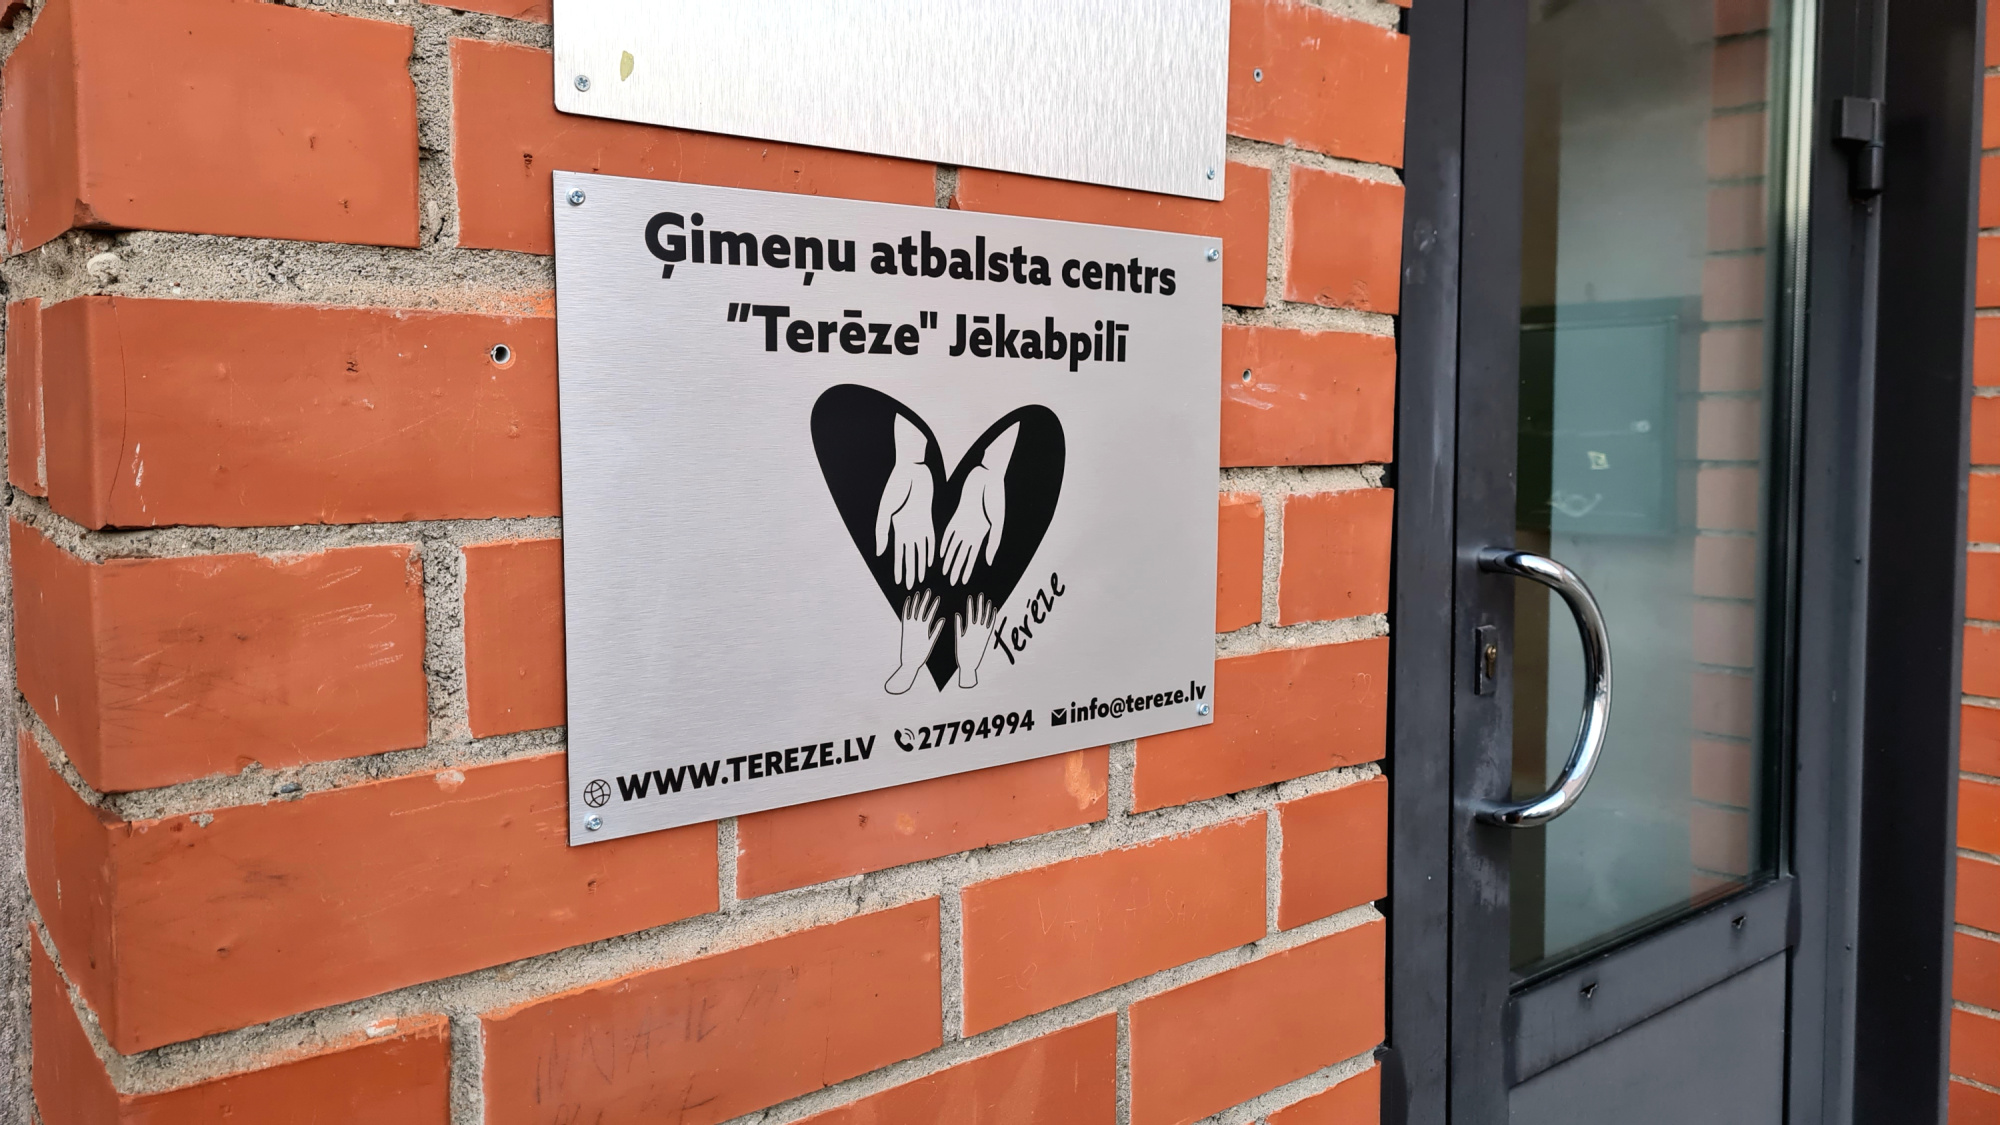 Ģimeņu atbalsta centrs
"Terēze" Jēkabpilī
Terēze
WWW.TEREZE.LV 27794994 info@tereze.lv